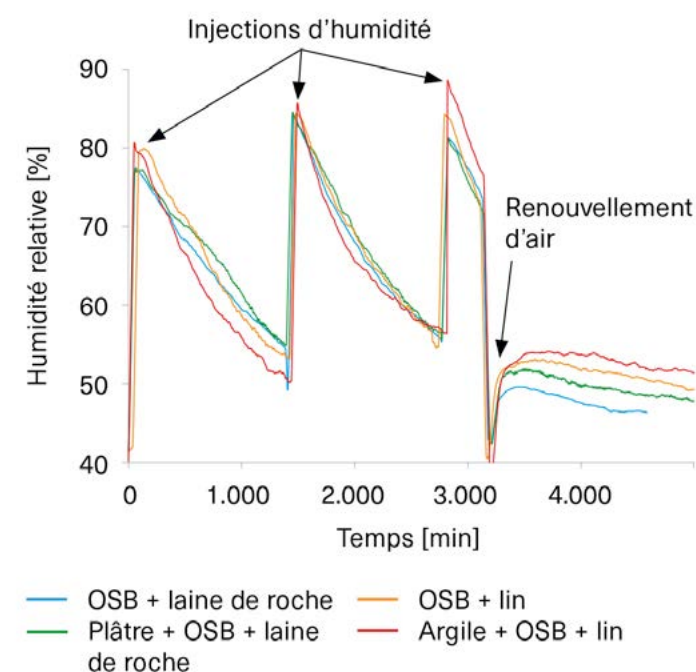 Injections d’humidité
90
80
70
60
50
40
Humidité relative [%]
Renouvellement
d’air
0
1.000
2.000
3.000
4.000
Temps [min]
OSB + laine de roche
OSB + lin
Plâtre + OSB + laine
de roche
Argile + OSB + lin